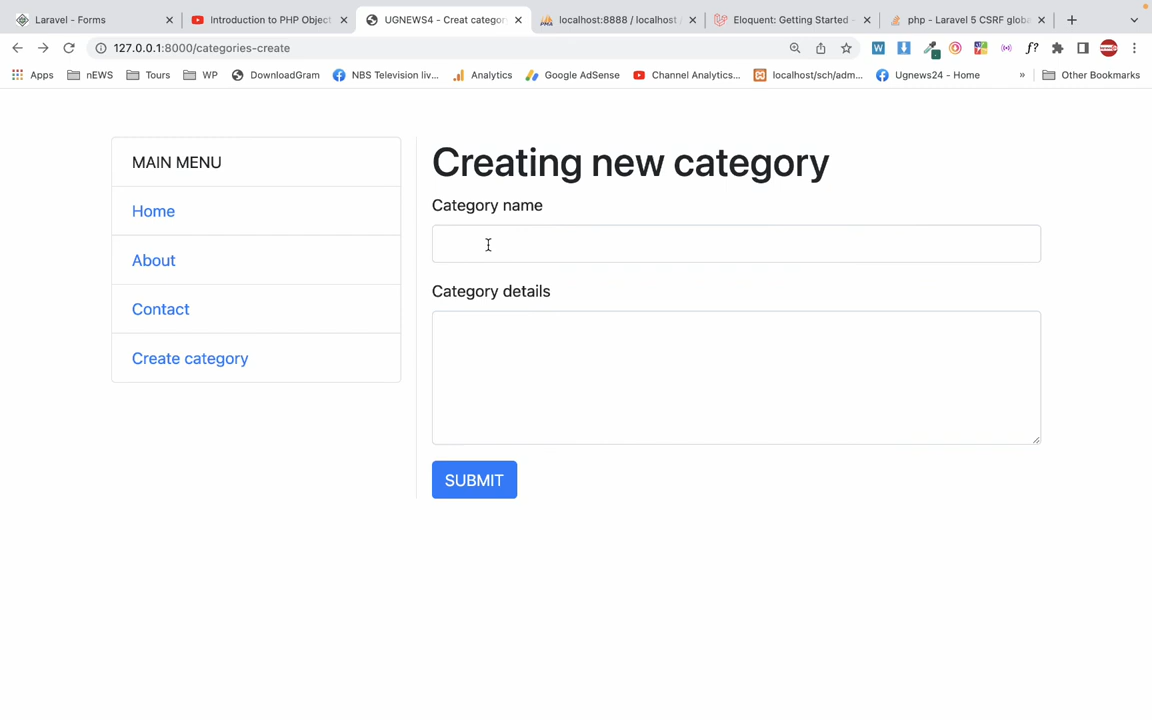 Laravel - Forms
Introduction to PHP Object
UGNEWS4 - Creat categor
localhost:8888 / localhost
Eloquent: Getting Started -
php - Laravel 5 CSRF globa
127.0.0.1:8000/categories-create
Apps
nEWS
Tours
WP
DownloadGram
NBS Television liv...
Analytics
Google AdSense
Channel Analytics...
localhost/sch/adm...
Ugnews24 - Home
»
Other Bookmarks
MAIN MENU
Home
About
Contact
Create category
Creating new category
Category name
Category details
SUBMIT